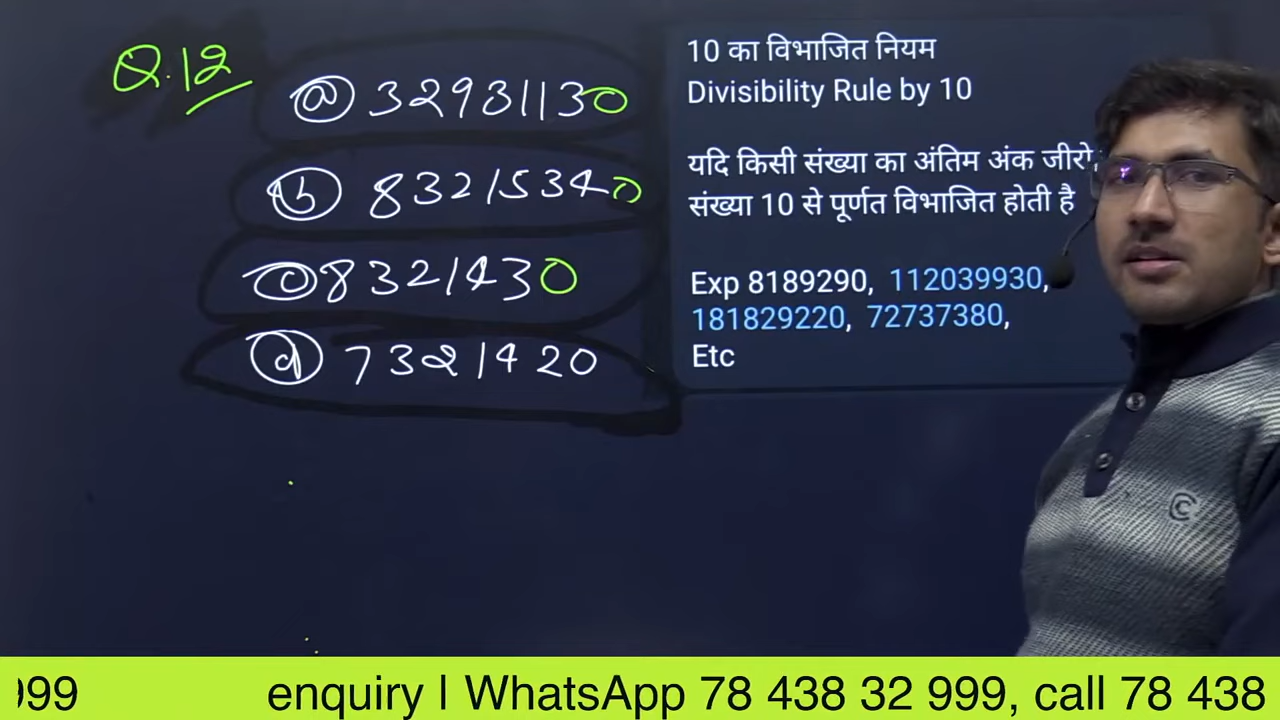 Q.12
(a) 32931130
(b) 83215340
(c) 8321430
(d) 7321420
10 का विभाजित नियम
Divisibility Rule by 10
यदि किसी संख्या का अंतिम अंक जीरो
संख्या 10 से पूर्णत विभाजित होती है
Exp 8189290, 112039930,
181829220, 72737380,
Etc
C
999 enquiry | WhatsApp 78 438 32 999, call 78 438